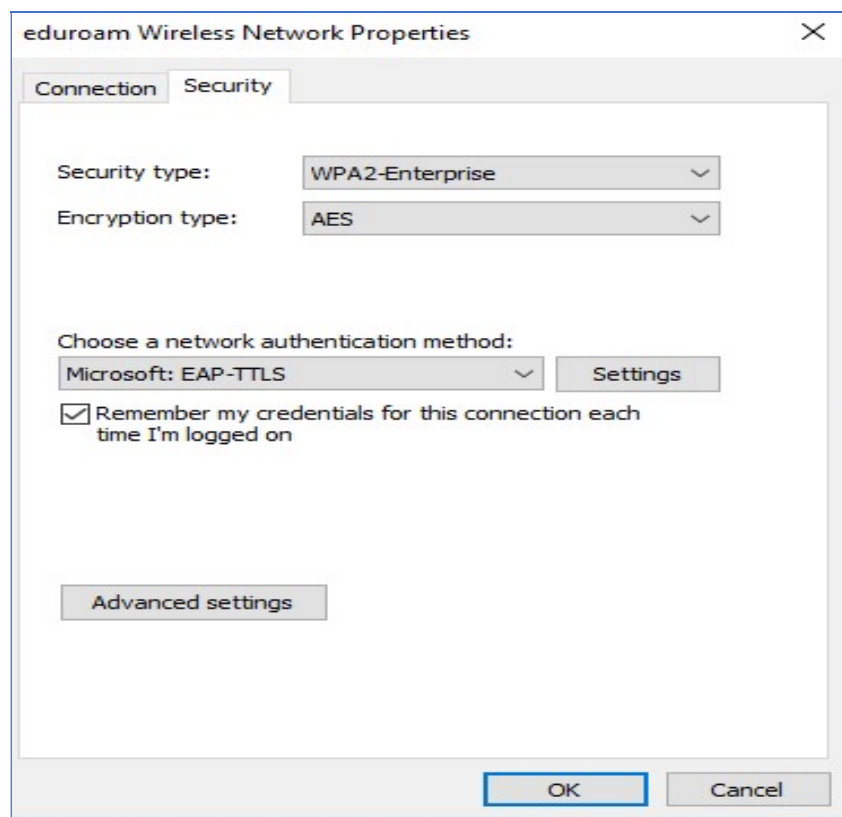 eduroam Wireless Network Properties
Connection
Security
Security type:
WPA2-Enterprise
Encryption type:
AES
Choose a network authentication method:
Microsoft: EAP-TTLS
Settings
Remember my credentials for this connection each
time I'm logged on
Advanced settings
OK
Cancel